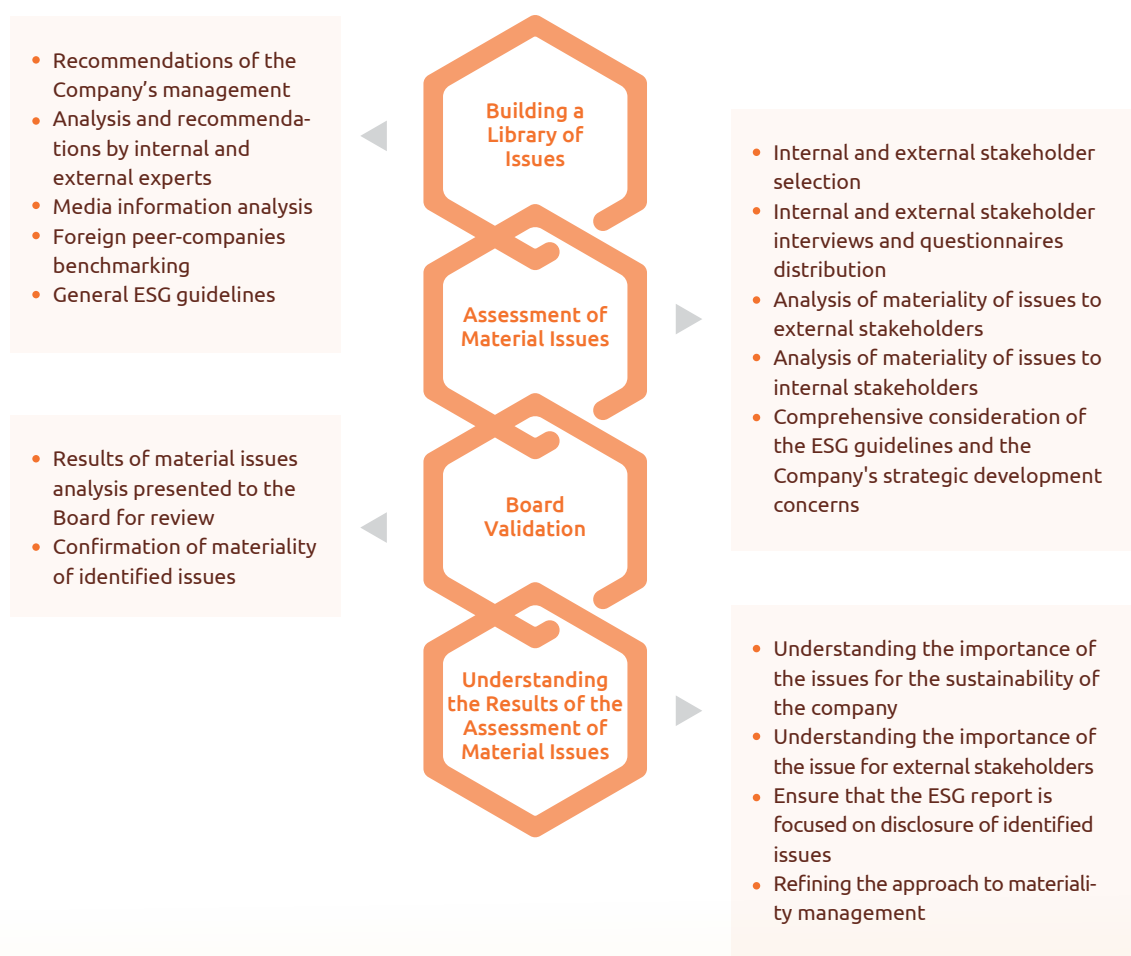 Building a
Library of
Issues
• Recommendations of the
Company’s management
• Analysis and recommenda-
tions by internal and
external experts
• Media information analysis
• Foreign peer-companies
benchmarking
• General ESG guidelines
Assessment of
Material Issues
• Internal and external stakeholder
selection
• Internal and external stakeholder
interviews and questionnaires
distribution
• Analysis of materiality of issues to
external stakeholders
• Analysis of materiality of issues to
internal stakeholders
• Comprehensive consideration of
the ESG guidelines and the
Company's strategic development
concerns
Board
Validation
• Results of material issues
analysis presented to the
Board for review
• Confirmation of materiality
of identified issues
Understanding
the Results of the
Assessment of
Material Issues
• Understanding the importance of
the issues for the sustainability of
the company
• Understanding the importance of
the issue for external stakeholders
• Ensure that the ESG report is
focused on disclosure of identified
issues
• Refining the approach to materiali-
ty management